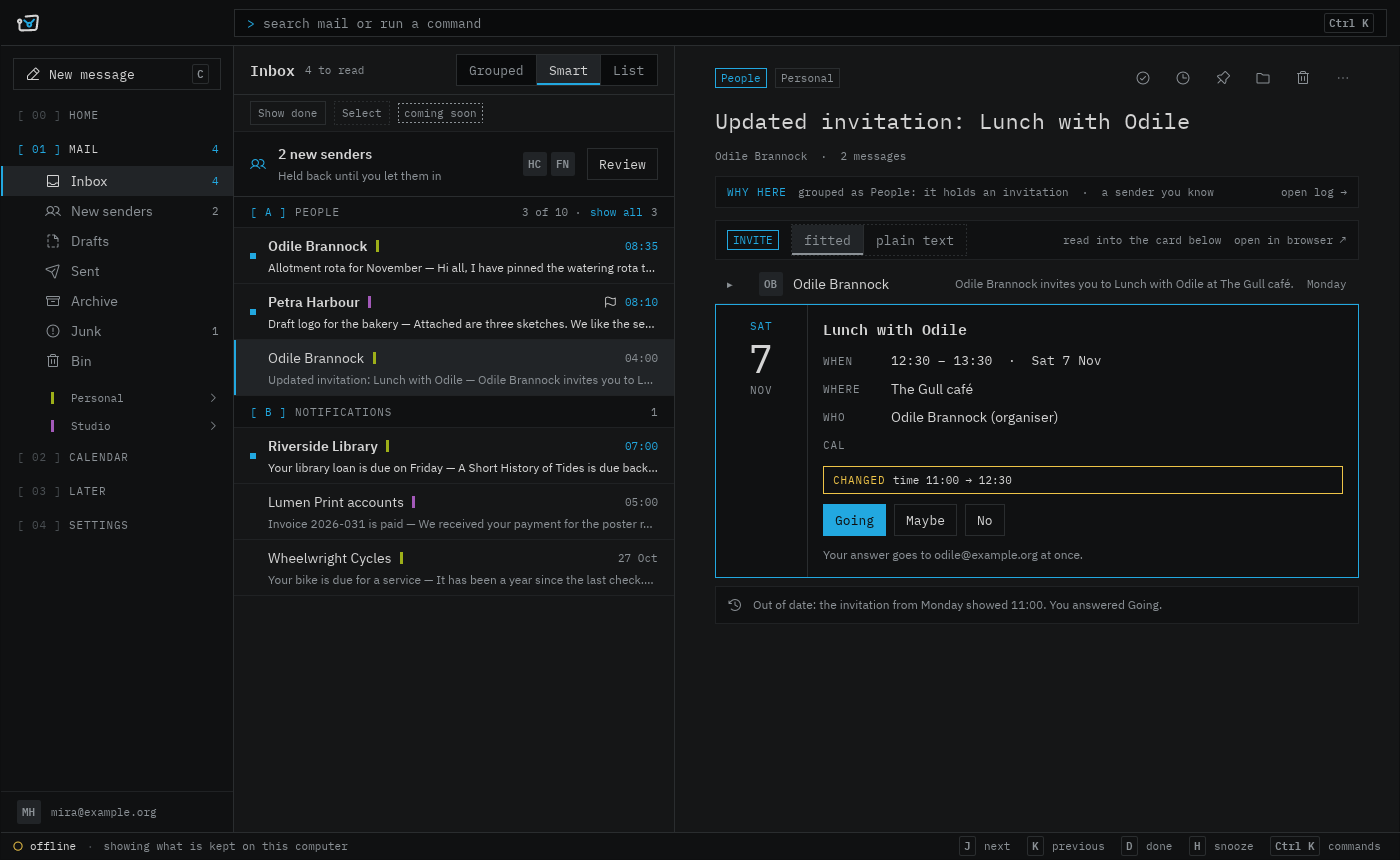 > search mail or run a command
Ctrl K
New message
C
[ 00 ] HOME
[ 01 ] MAIL 4
Inbox 4
New senders 2
Drafts
Sent
Archive
Junk 1
Bin
Personal
Studio
[ 02 ] CALENDAR
[ 03 ] LATER
[ 04 ] SETTINGS
MH mira@example.org
Inbox 4 to read
Grouped Smart List
Show done Select coming soon
2 new senders
Held back until you let them in
HC FN Review
[ A ] PEOPLE 3 of 10 · show all 3
Odile Brannock 08:35
Allotment rota for November — Hi all, I have pinned the watering rota t…
Petra Harbour 08:10
Draft logo for the bakery — Attached are three sketches. We like the se…
Odile Brannock 04:00
Updated invitation: Lunch with Odile — Odile Brannock invites you to L…
[ B ] NOTIFICATIONS 1
Riverside Library 07:00
Your library loan is due on Friday — A Short History of Tides is due back…
Lumen Print accounts 05:00
Invoice 2026-031 is paid — We received your payment for the poster r…
Wheelwright Cycles 27 Oct
Your bike is due for a service — It has been a year since the last check.…
People Personal
Updated invitation: Lunch with Odile
Odile Brannock · 2 messages
WHY HERE grouped as People: it holds an invitation · a sender you know open log →
INVITE fitted plain text read into the card below open in browser ↗
▸ OB Odile Brannock Odile Brannock invites you to Lunch with Odile at The Gull café. Monday
SAT
7
NOV
Lunch with Odile
WHEN 12:30 – 13:30 · Sat 7 Nov
WHERE The Gull café
WHO Odile Brannock (organiser)
CAL
CHANGED time 11:00 → 12:30
Going Maybe No
Your answer goes to odile@example.org at once.
Out of date: the invitation from Monday showed 11:00. You answered Going.
offline · showing what is kept on this computer
J next K previous D done H snooze Ctrl K commands